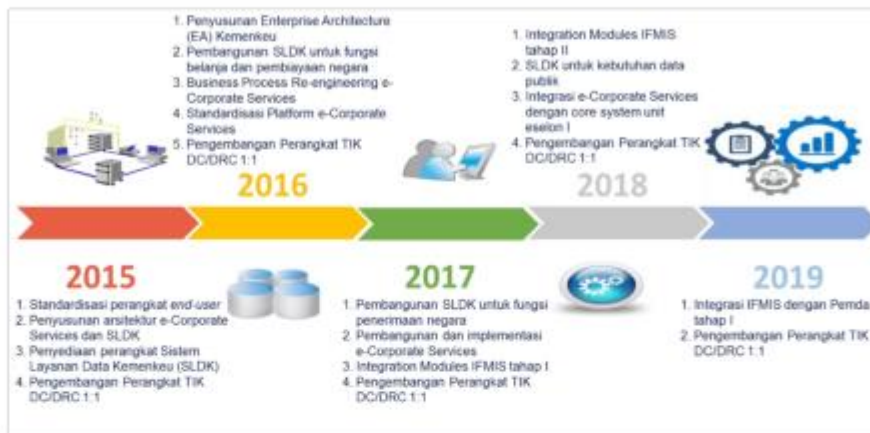 1. Penyusunan Enterprise Architecture
(EA) Kemenkeu
2. Pembangunan SLDK untuk fungsi
belanja dan pembiayaan negara
3. Business Process Re-engineering e-
Corporate Services
4. Standardisasi Platform e-Corporate
Services
5. Pengembangan Perangkat TIK
DC/DRC 1:1
2016
1. Integration Modules IFMIS
tahap II
2. SLDK untuk kebutuhan data
publik
3. Integrasi e-Corporate Services
dengan core system unit
eselon I
4. Pengembangan Perangkat TIK
DC/DRC 1:1
2018
2015
1. Standardisasi perangkat end-user
2. Penyusunan arsitektur e-Corporate
Services dan SLDK
3. Penyediaan perangkat Sistem
Layanan Data Kemenkeu (SLDK)
4. Pengembangan Perangkat TIK
DC/DRC 1:1
2017
1. Pembangunan SLDK untuk fungsi
penerimaan negara
2. Pembangunan dan implementasi
e-Corporate Services
3. Integration Modules IFMIS tahap I
4. Pengembangan Perangkat TIK
DC/DRC 1:1
2019
1. Integrasi IFMIS dengan Pemda
tahap I
2. Pengembangan Perangkat TIK
DC/DRC 1:1